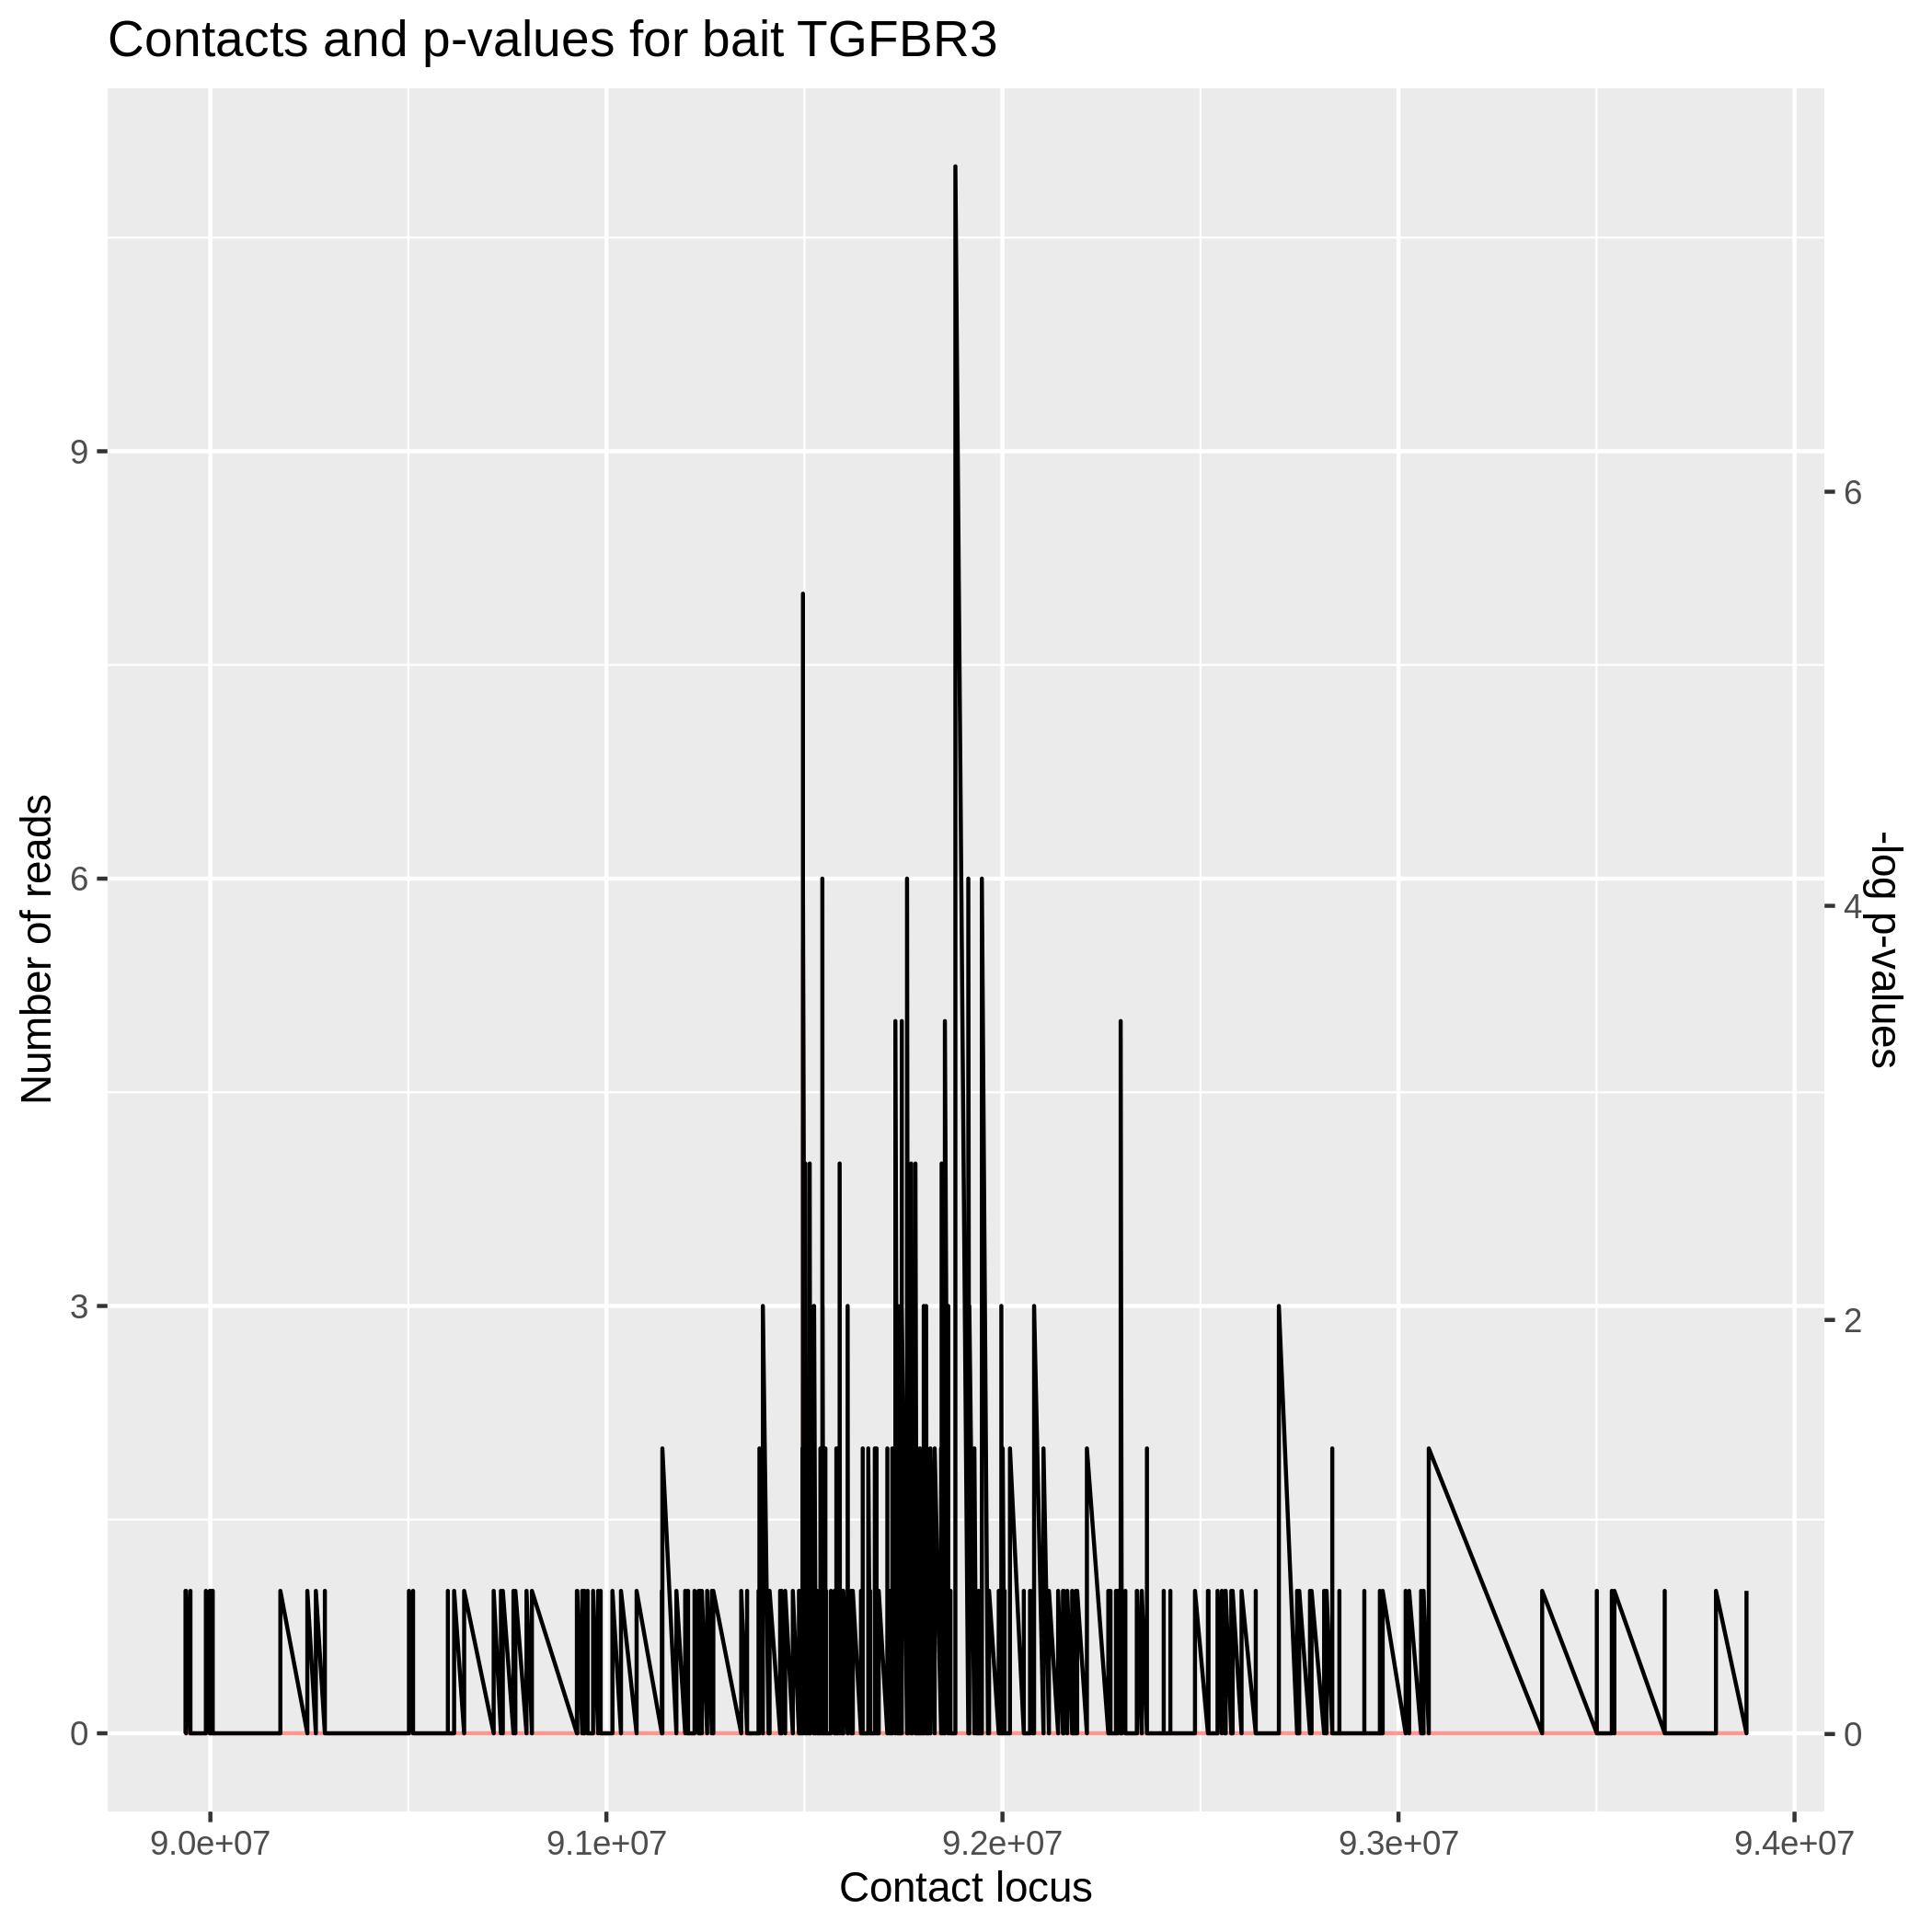 Contacts and p-values for bait TGFBR3
Number of reads
9
6
3
0
-log p-values
6
4
2
0
9.0e+07
9.1e+07
9.2e+07
9.3e+07
9.4e+07
Contact locus